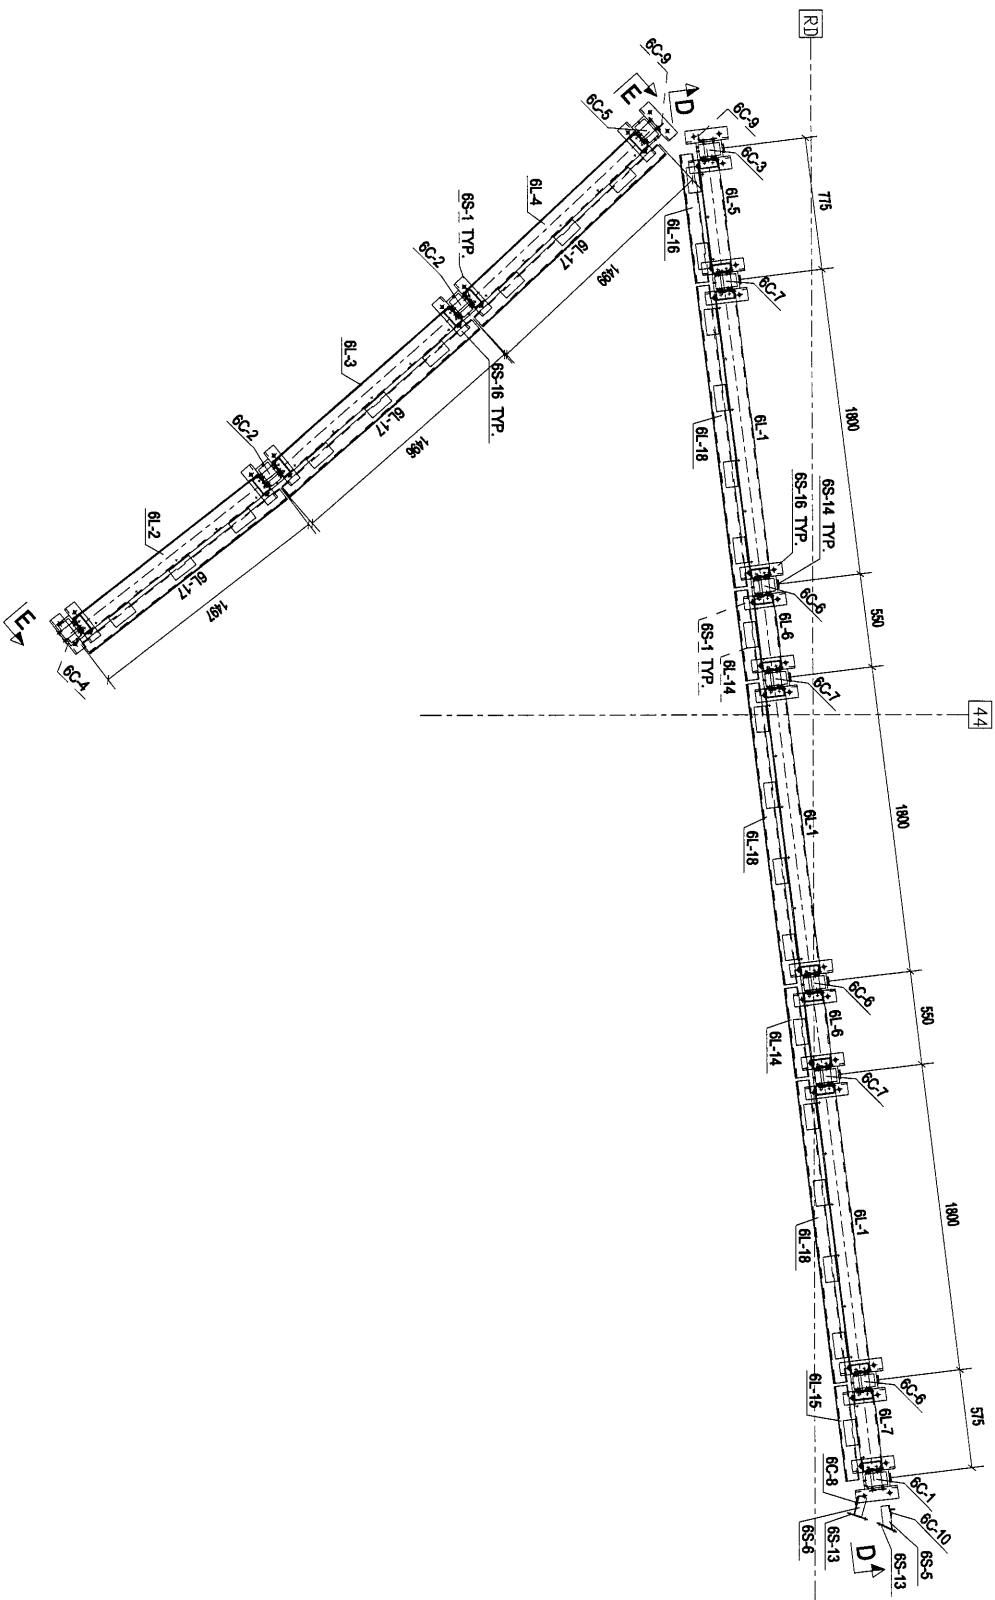 RD
6C-9
E
D
6C-5
6C-9
6C-3
775
6L-5
6L-4
6S-1 TYP.
6L-16
6L-17
1499
6C-2
6C-7
6L-3
6S-16 TYP.
1800
6L-1
6L-18
6L-17
1496
6C-2
6S-14 TYP.
6S-16 TYP.
6L-2
6C-6
550
6L-6
6L-17
1497
6S-1 TYP.
6L-14
E
6C-4
6C-7
44
1800
6L-1
6L-18
6C-6
550
6L-6
6L-14
6C-7
1800
6L-1
6L-18
6C-6
575
6L-15
6L-7
6C-1
6C-8
6C-10
6S-6
6S-13
D
6S-5
6S-13